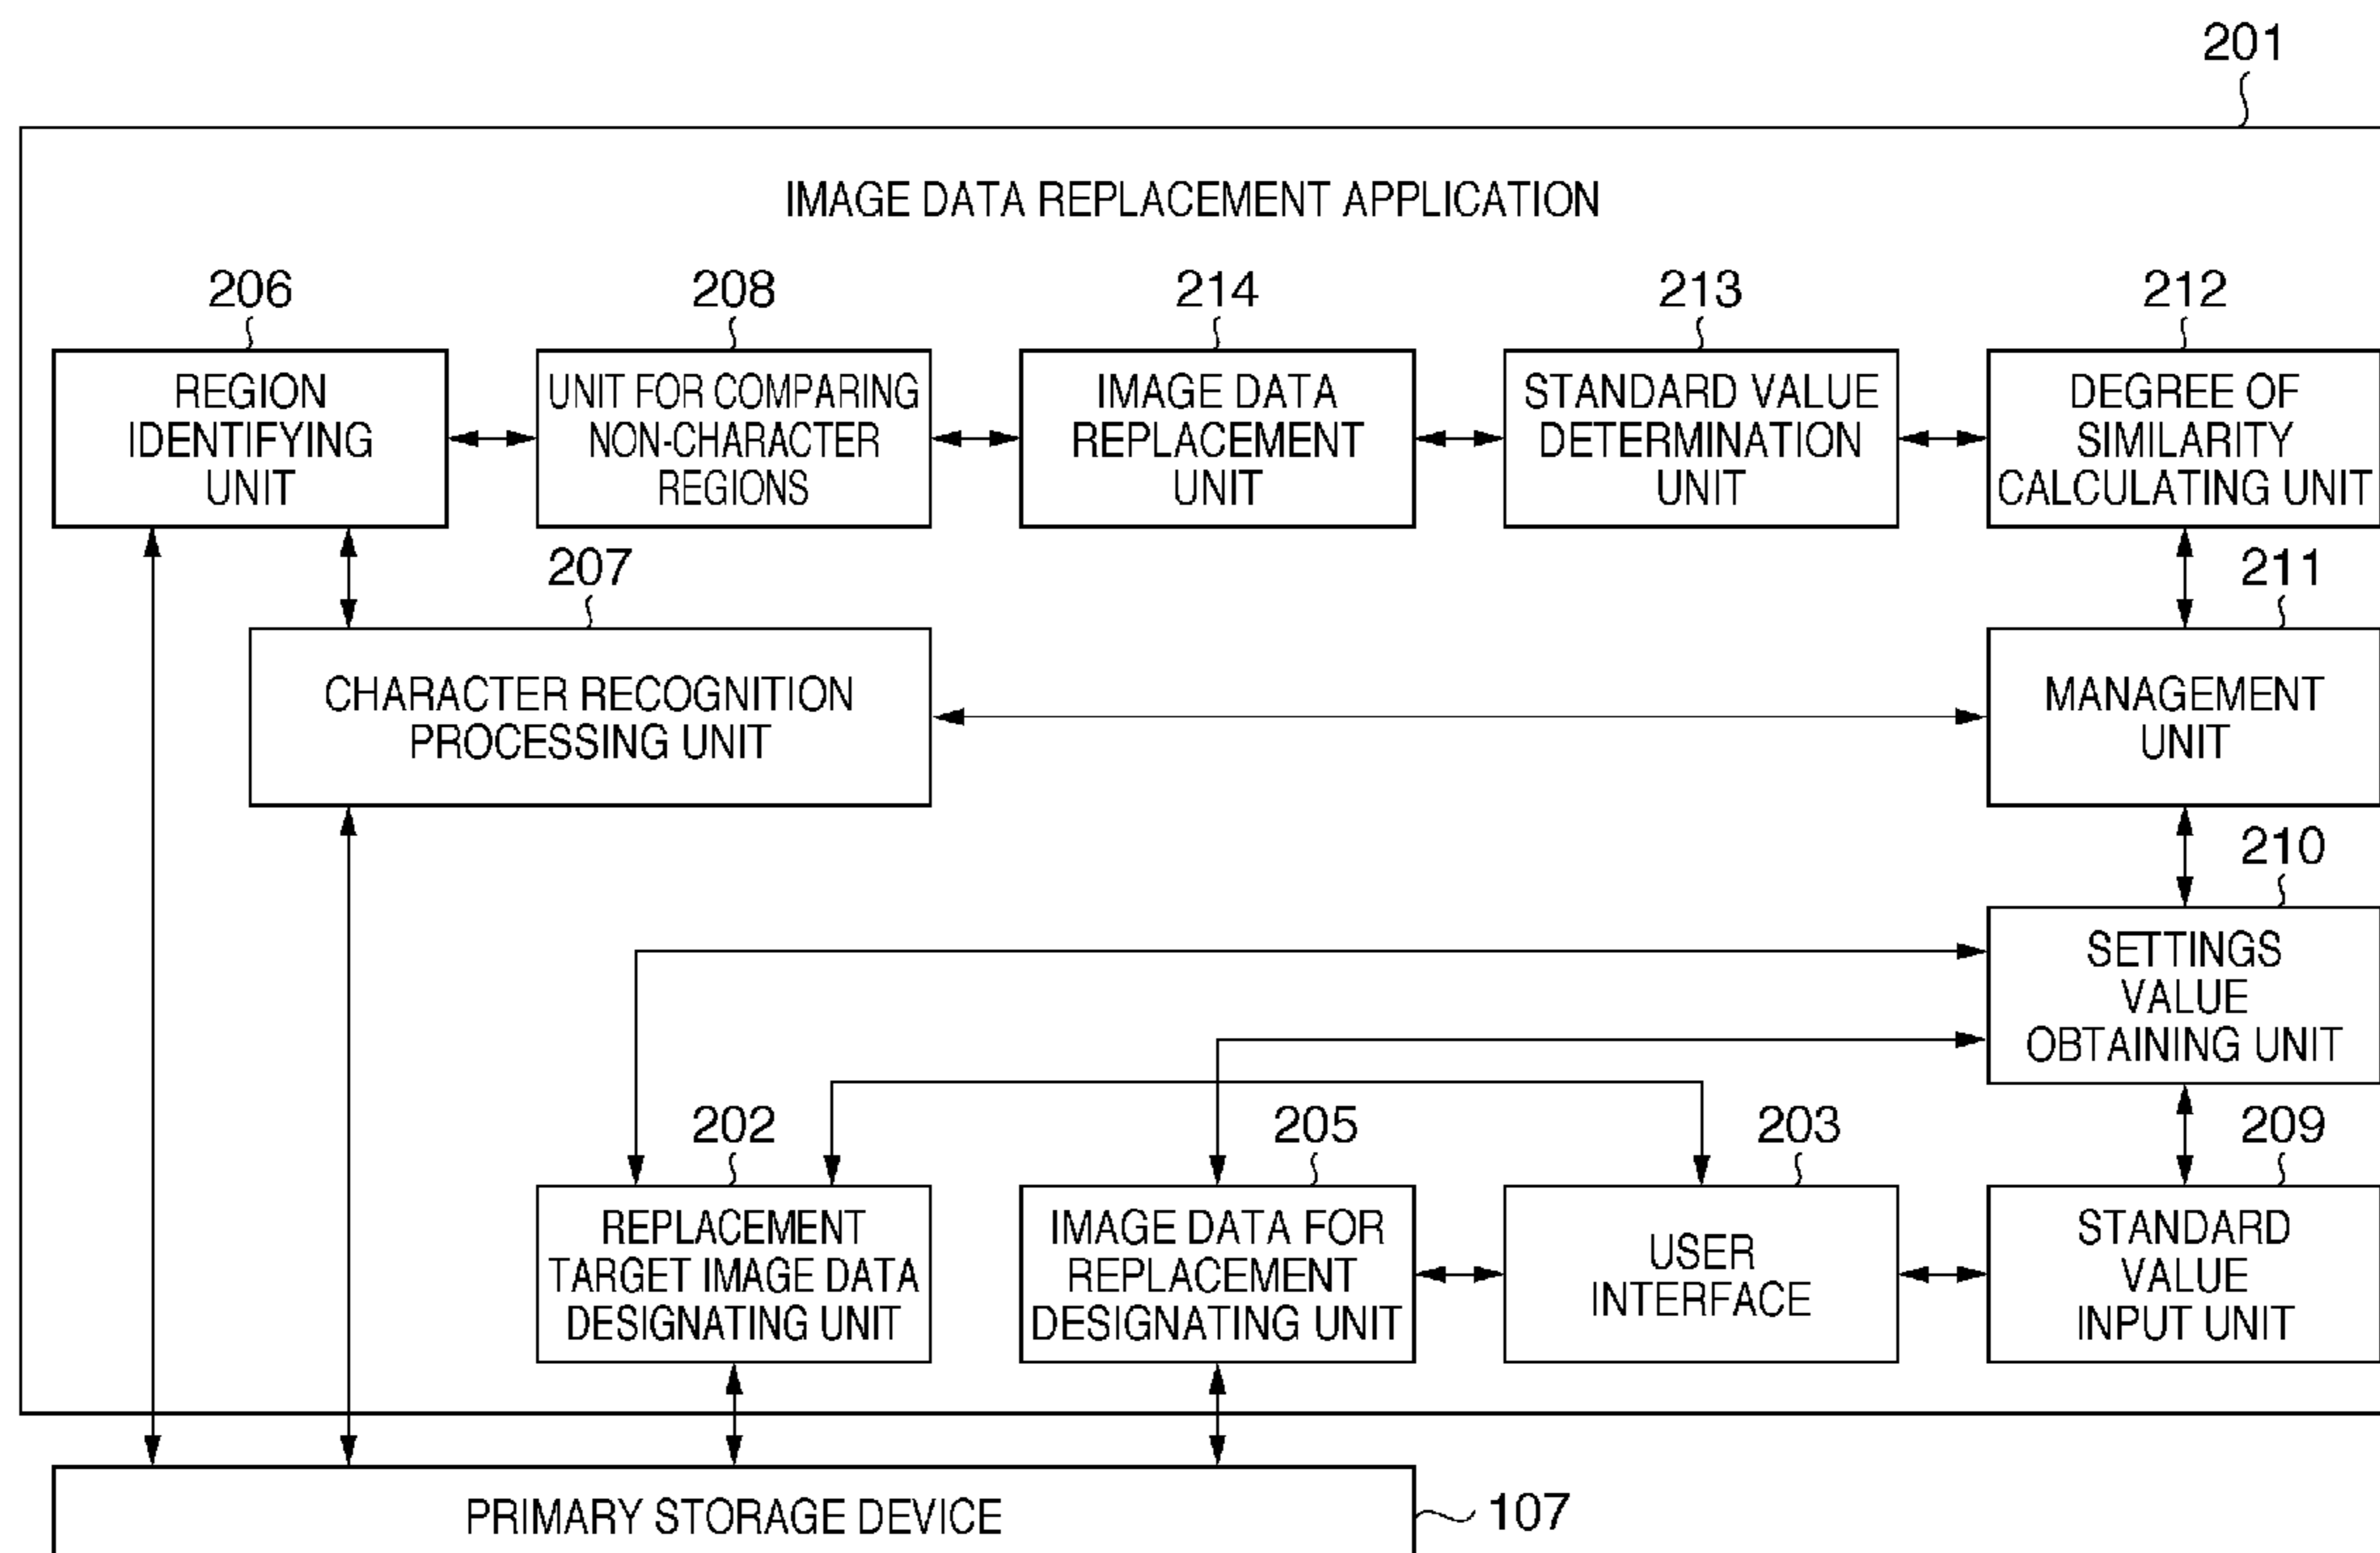 201
IMAGE DATA REPLACEMENT APPLICATION
206
208
214
213
212
REGION
IDENTIFYING
UNIT
UNIT FOR COMPARING
NON-CHARACTER
REGIONS
IMAGE DATA
REPLACEMENT
UNIT
STANDARD VALUE
DETERMINATION
UNIT
DEGREE OF
SIMILARITY
CALCULATING UNIT
207
211
CHARACTER RECOGNITION
PROCESSING UNIT
MANAGEMENT
UNIT
210
SETTINGS
VALUE
OBTAINING UNIT
202
205
203
209
REPLACEMENT
TARGET IMAGE DATA
DESIGNATING UNIT
IMAGE DATA FOR
REPLACEMENT
DESIGNATING UNIT
USER
INTERFACE
STANDARD
VALUE
INPUT UNIT
PRIMARY STORAGE DEVICE
107